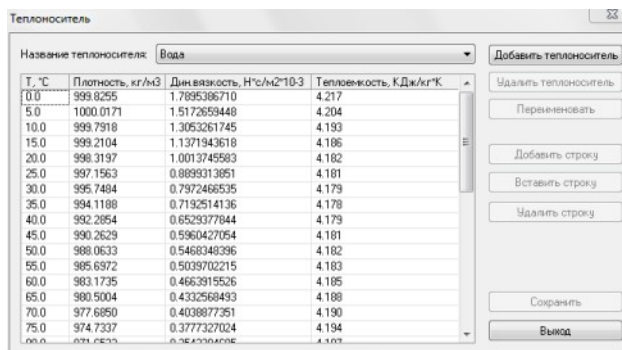 Теплоноситель
Название теплоносителя: Вода
Добавить теплоноситель
T, °C Плотность, кг/м3 Дин.вязкость, Н*с/м2*10-3 Теплоемкость, КДж/кг*К
Удалить теплоноситель
0.0 999.8255 1.7895386710 4.217
5.0 1000.0171 1.5172659448 4.204
Переименовать
10.0 999.7918 1.3053261745 4.193
15.0 999.2104 1.1371943618 4.186
20.0 998.3197 1.0013745583 4.182
Добавить строку
25.0 997.1563 0.8899313851 4.181
30.0 995.7484 0.7972466535 4.179
Вставить строку
35.0 994.1188 0.7192514136 4.178
Удалить строку
40.0 992.2854 0.6529377844 4.179
45.0 990.2629 0.5960427054 4.181
50.0 988.0633 0.5468348396 4.182
55.0 985.6972 0.5039702215 4.183
60.0 983.1735 0.4663915526 4.185
65.0 980.5004 0.4332568493 4.188
Сохранить
70.0 977.6850 0.4038877351 4.190
75.0 974.7337 0.3777327024 4.194
Выход